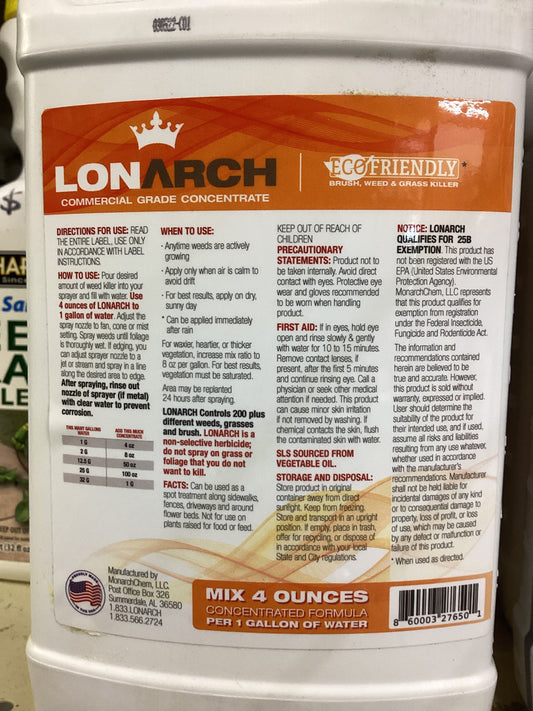 090522-C01
LONARCH
COMMERCIAL GRADE CONCENTRATE
ECOFRIENDLY*
BRUSH, WEED & GRASS KILLER
DIRECTIONS FOR USE: READ
THE ENTIRE LABEL, USE ONLY
IN ACCORDANCE WITH LABEL
INSTRUCTIONS.
HOW TO USE: Pour desired
amount of weed killer into your
sprayer and fill with water. Use
4 ounces of LONARCH to
1 gallon of water. Adjust the
spray nozzle to fan, cone or mist
setting. Spray weeds until foliage
is thoroughly wet. If edging, you
can adjust sprayer nozzle to a
jet or stream and spray in a line
along the desired area to edge.
After spraying, rinse out
nozzle of sprayer (if metal)
with clear water to prevent
corrosion.
THIS MANY GALLONS WATER ADD THIS MUCH CONCENTRATE
1 G 4 oz
2 G 8 oz
12.5 G 50 oz
25 G 100 oz
32 G 1 G
WHEN TO USE:
- Anytime weeds are actively
growing
- Apply only when air is calm to
avoid drift
- For best results, apply on dry,
sunny day
* Can be applied immediately
after rain
For waxier, heartier, or thicker
vegetation, increase mix ratio to
8 oz per gallon. For best results,
vegetation must be saturated.
Area may be replanted
24 hours after spraying.
LONARCH Controls 200 plus
different weeds, grasses
and brush. LONARCH is a
non-selective herbicide;
do not spray on grass or
foliage that you do not
want to kill.
FACTS: Can be used as a
spot treatment along sidewalks,
fences, driveways and around
flower beds. Not for use on
plants raised for food or feed.
KEEP OUT OF REACH OF
CHILDREN
PRECAUTIONARY
STATEMENTS: Product not to
be taken internally. Avoid direct
contact with eyes. Protective eye
wear and gloves recommended
to be worn when handling
product.
FIRST AID: If in eyes, hold eye
open and rinse slowly & gently
with water for 10 to 15 minutes.
Remove contact lenses, if
present, after the first 5 minutes
and continue rinsing eye. Call a
physician or seek other medical
attention if needed. This product
can cause minor skin irritation
if not removed by washing. If
chemical contacts the skin, flush
the contaminated skin with water.
SLS SOURCED FROM
VEGETABLE OIL.
STORAGE AND DISPOSAL:
Store product in original
container away from direct
sunlight. Keep from freezing.
Store and transport in an upright
position. If empty, place in trash,
offer for recycling, or dispose of
in accordance with your local
State and City regulations.
NOTICE: LONARCH
QUALIFIES FOR 25B
EXEMPTION. This product has
not been registered with the US
EPA (United States Environmental
Protection Agency).
MonarchChem, LLC represents
that this product qualifies for
exemption from registration
under the Federal Insecticide,
Fungicide and Rodenticide Act.
The information and
recommendations contained
herein are believed to be
true and accurate. However,
this product is sold without
warranty, expressed or implied.
User should determine the
suitability of the product for
their intended use, and if used,
assume all risks and liabilities
resulting from any use whatever,
whether used in accordance
with the manufacturer's
recommendations. Manufacturer
shall not be held liable for
incidental damages of any kind
or to consequential damage to
property, loss of profit, or loss
of use, which may be caused
by any defect or malfunction or
failure of this product.
* When used as directed.
Manufactured by
MonarchChem, LLC.
Post Office Box 326
Summerdale, AL 36580
1.833.LONARCH
1.833.566.2724
MIX 4 OUNCES
CONCENTRATED FORMULA
PER 1 GALLON OF WATER
8 60003 27650 1